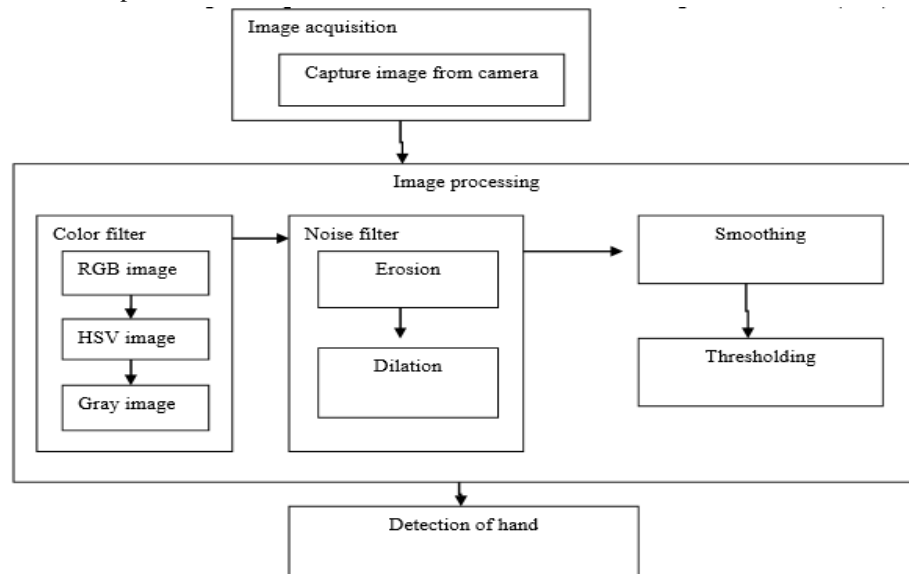 Image acquisition
Capture image from camera
Image processing
Color filter
RGB image
HSV image
Gray image
Noise filter
Erosion
Dilation
Smoothing
Thresholding
Detection of hand